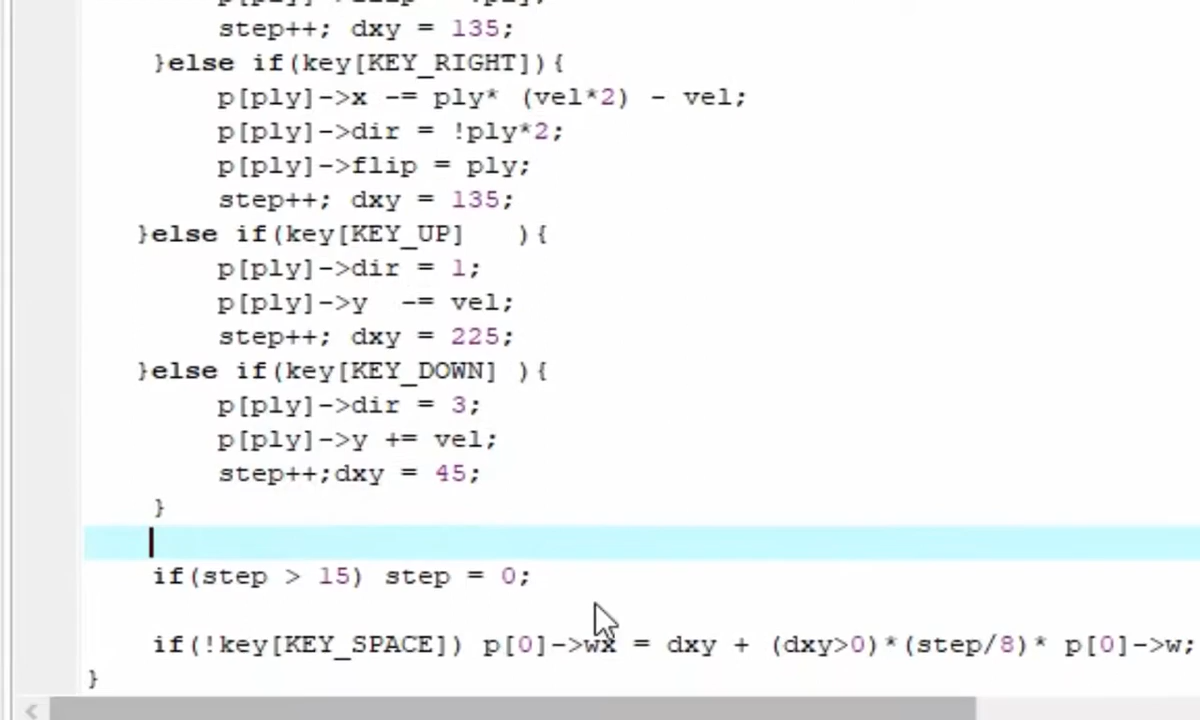 step++; dxy = 135;
}else if(key[KEY_RIGHT]){
p[ply]->x -= ply* (vel*2) - vel;
p[ply]->dir = !ply*2;
p[ply]->flip = ply;
step++; dxy = 135;
}else if(key[KEY_UP]   ){
p[ply]->dir = 1;
p[ply]->y  -= vel;
step++; dxy = 225;
}else if(key[KEY_DOWN] ){
p[ply]->dir = 3;
p[ply]->y += vel;
step++;dxy = 45;
}
if(step > 15) step = 0;
if(!key[KEY_SPACE]) p[0]->wx = dxy + (dxy>0)*(step/8)* p[0]->w;
}